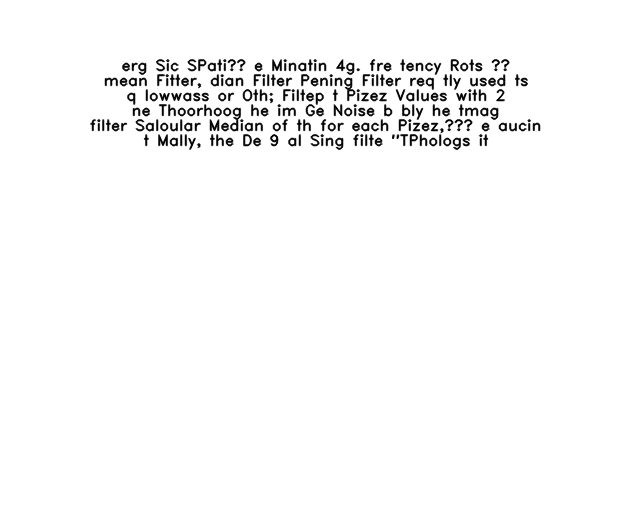 erg Sic SPati?? e Minatin 4g. fre tency Rots ??
mean Fitter, dian Filter Pening Filter req tly used ts
q lowwass or Oth; Filtep t Pizez Values with 2
ne Thoorhoog he im Ge Noise b bly he tmag
filter Saloular Median of th for each Pizez,??? e aucin
t Mally, the De 9 al Sing filte "TPhologs it